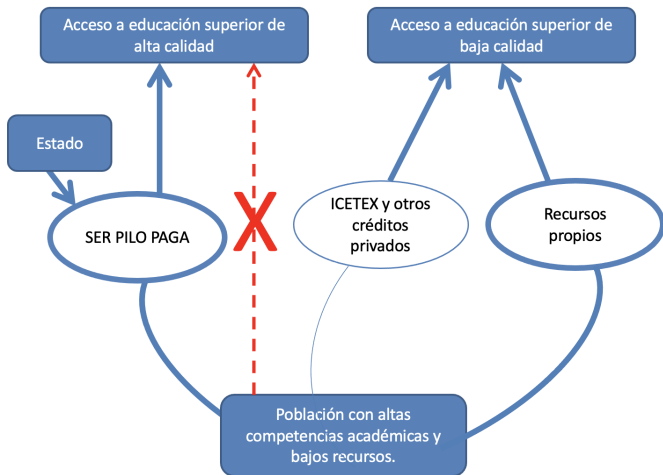 Acceso a educación superior de
alta calidad
Acceso a educación superior de
baja calidad
Estado
SER PILO PAGA
X
ICETEX y otros
créditos
privados
Recursos
propios
Población con altas
competencias académicas y
bajos recursos.